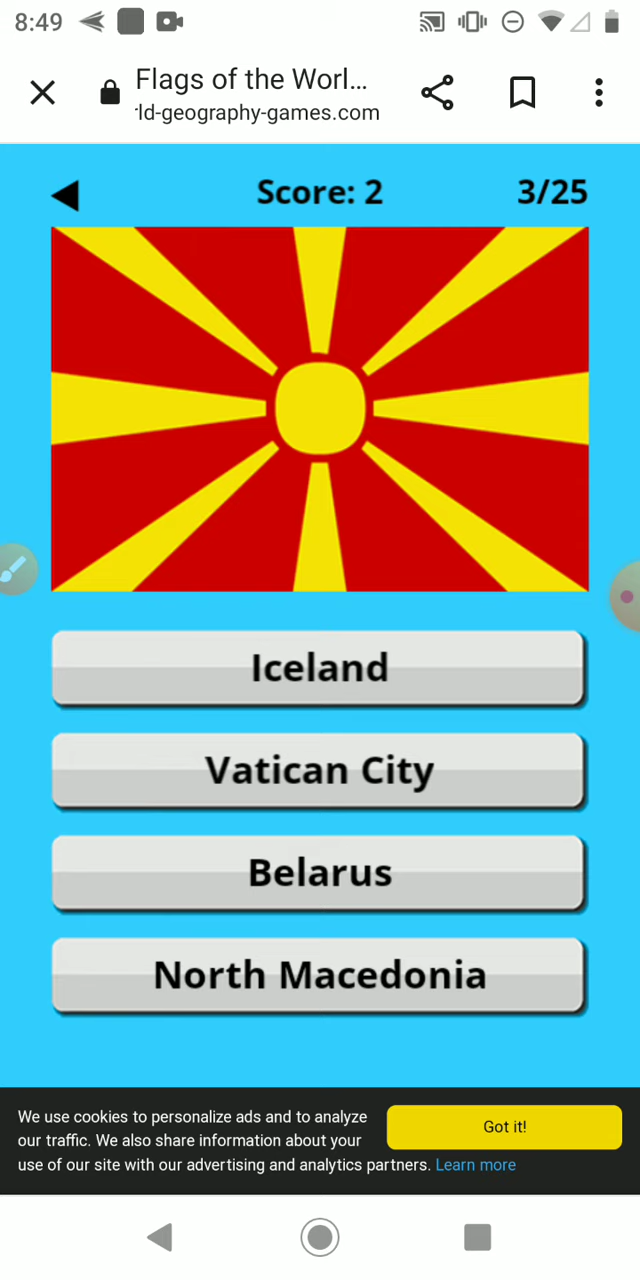 8:49
Flags of the Worl...
rld-geography-games.com
Score: 2
3/25
Iceland
Vatican City
Belarus
North Macedonia
We use cookies to personalize ads and to analyze
our traffic. We also share information about your
use of our site with our advertising and analytics partners. Learn more
Got it!